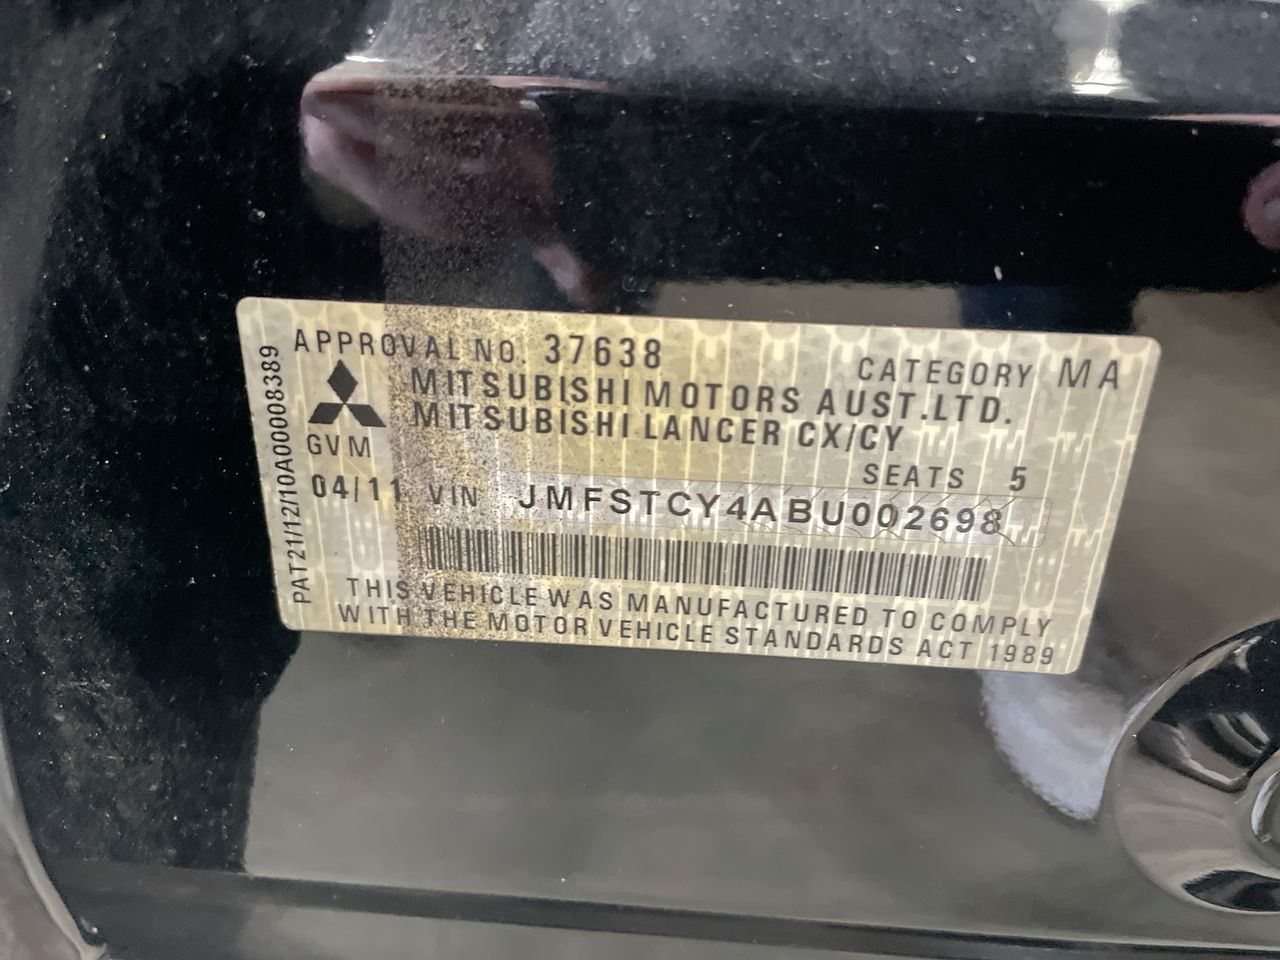 APPROVAL NO. 37638
CATEGORY MA
MITSUBISHI MOTORS AUST.LTD.
MITSUBISHI LANCER CX/CY
GVM
SEATS 5
04/11 VIN JMFSTCY4ABU002698
THIS VEHICLE WAS MANUFACTURED TO COMPLY
WITH THE MOTOR VEHICLE STANDARDS ACT 1989
PAT21/12/10A000008389